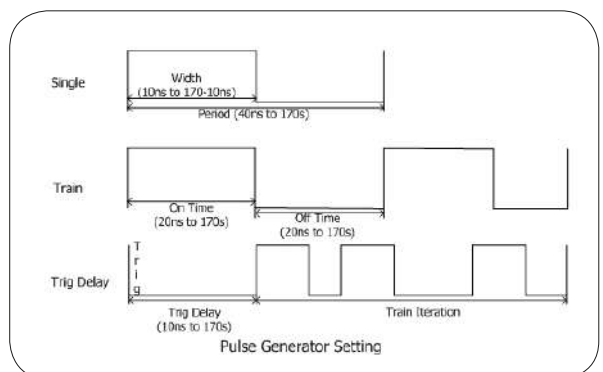 Single
Width
(10ns to 170-10ns)
Period (40ns to 170s)
Train
On Time
(20ns to 170s)
Off Time
(20ns to 170s)
Trig
Trig Delay
Trig Delay
(10ns to 170s)
Train Iteration
Pulse Generator Setting